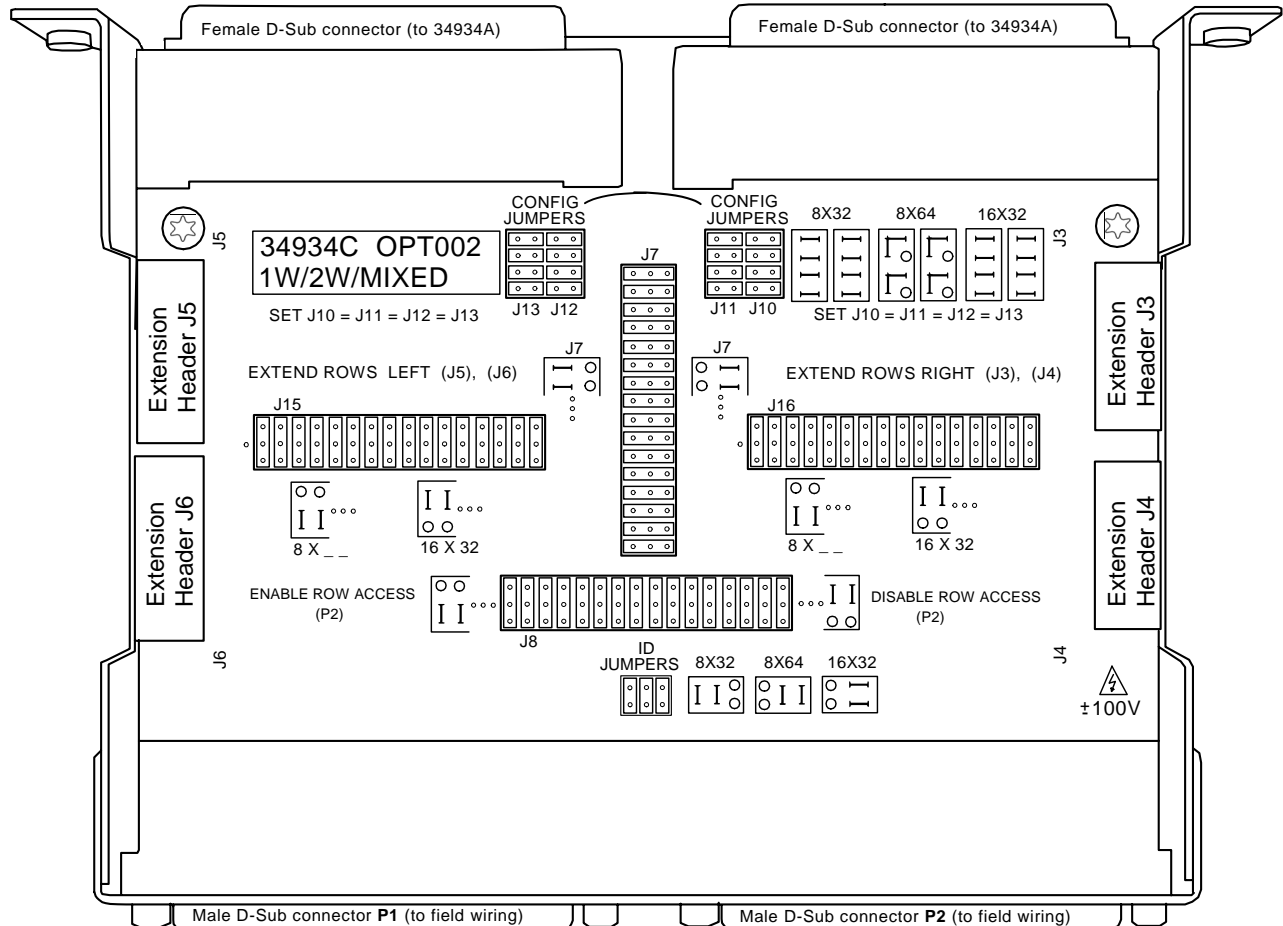 Female D-Sub connector (to 34934A)
Female D-Sub connector (to 34934A)
CONFIG
JUMPERS
CONFIG
JUMPERS
8X32
8X64
16X32
J5
J3
34934C OPT002
1W/2W/MIXED
J7
J13 J12
J11 J10
SET J10 = J11 = J12 = J13
SET J10 = J11 = J12 = J13
Extension
Header J5
Extension
Header J3
J7
J7
EXTEND ROWS LEFT (J5), (J6)
EXTEND ROWS RIGHT (J3), (J4)
J15
J16
8 X _ _
16 X 32
8 X _ _
16 X 32
Extension
Header J6
Extension
Header J4
ENABLE ROW ACCESS
(P2)
DISABLE ROW ACCESS
(P2)
J8
ID
JUMPERS
8X32
8X64
16X32
J6
J4
±100V
Male D-Sub connector P1 (to field wiring)
Male D-Sub connector P2 (to field wiring)